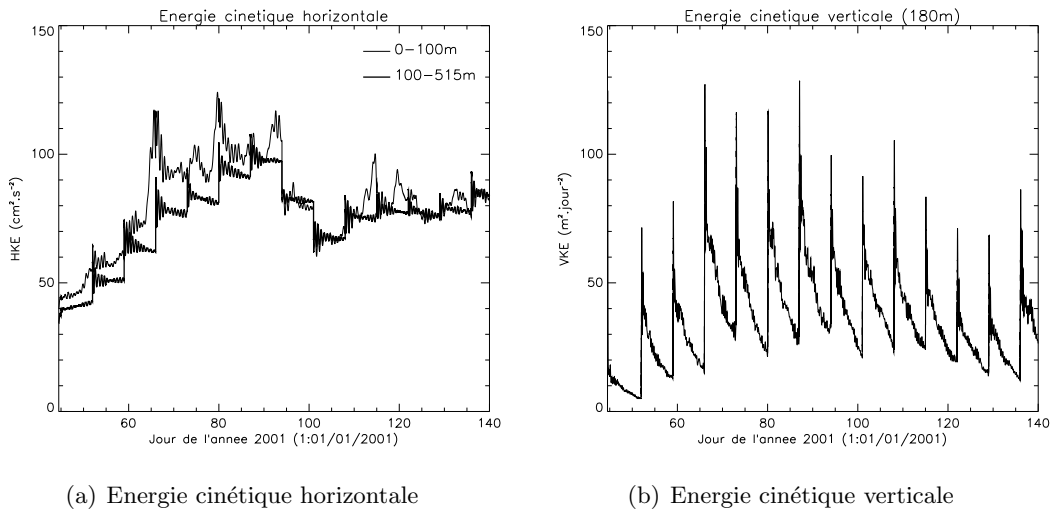 Energie cinetique horizontale
150
100
50
0
HKE (cm².s⁻²)
0−100m
100−515m
60 80 100 120 140
Jour de l'annee 2001 (1:01/01/2001)
(a) Energie cinétique horizontale
Energie cinetique verticale (180m)
150
100
50
0
VKE (m².jour⁻²)
60 80 100 120 140
Jour de l'annee 2001 (1:01/01/2001)
(b) Energie cinétique verticale